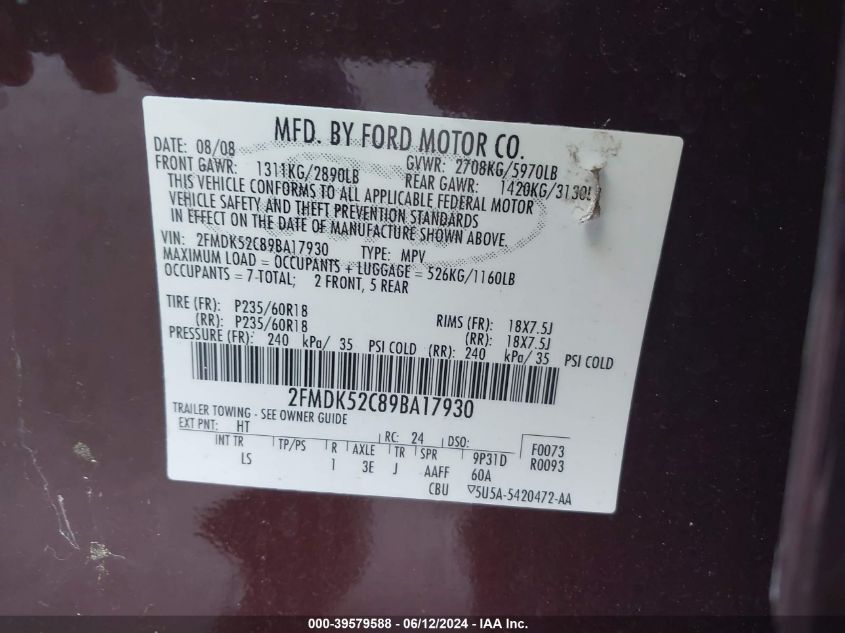 MFD. BY FORD MOTOR CO.
DATE: 08/08 GVWR: 2708KG/5970LB
FRONT GAWR: 1311KG/2890LB REAR GAWR: 1420KG/3130L
THIS VEHICLE CONFORMS TO ALL APPLICABLE FEDERAL MOTOR
VEHICLE SAFETY AND THEFT PREVENTION STANDARDS
IN EFFECT ON THE DATE OF MANUFACTURE SHOWN ABOVE.
VIN: 2FMDK52C89BA17930 TYPE: MPV
MAXIMUM LOAD = OCCUPANTS + LUGGAGE = 526KG/1160LB
OCCUPANTS = 7-TOTAL; 2 FRONT, 5 REAR
TIRE (FR): P235/60R18 RIMS (FR): 18X7.5J
(RR): P235/60R18 (RR): 18X7.5J
PRESSURE (FR): 240 kPa/ 35 PSI COLD (RR): 240 kPa/ 35 PSI COLD
2FMDK52C89BA17930
TRAILER TOWING - SEE OWNER GUIDE
EXT PNT: HT RC: 24 DSO: F0073
INT TR TP/PS R AXLE TR SPR 9P31D R0093
LS 1 3E J AAFF 60A
CBU 5U5A-5420472-AA
000-39579588 - 06/12/2024 - IAA Inc.